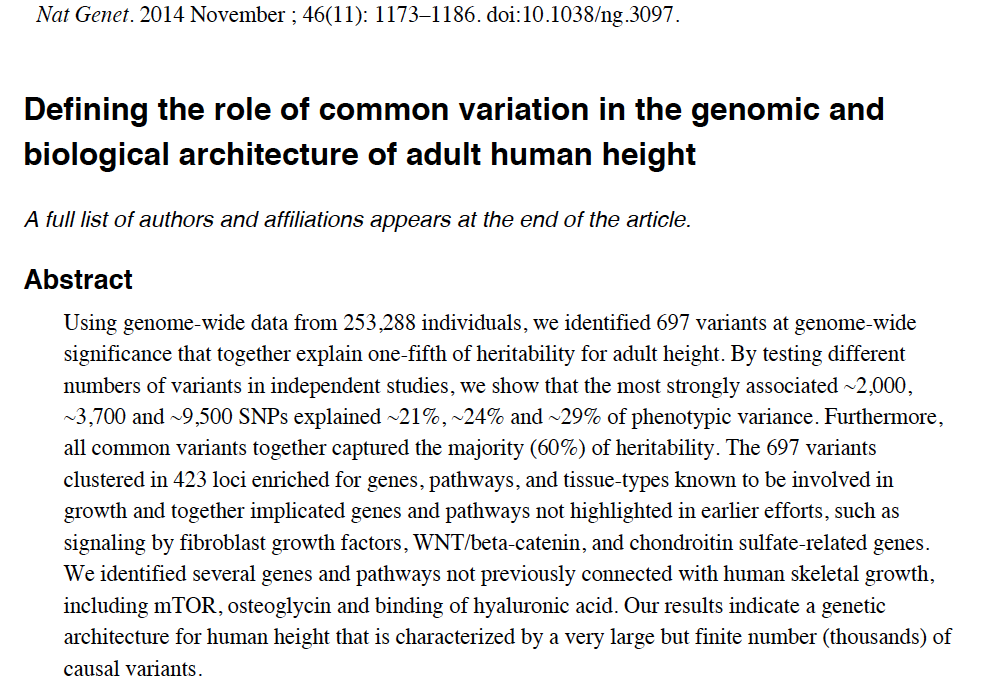 Nat Genet. 2014 November ; 46(11): 1173–1186. doi:10.1038/ng.3097.
Defining the role of common variation in the genomic and
biological architecture of adult human height
A full list of authors and affiliations appears at the end of the article.
Abstract
Using genome-wide data from 253,288 individuals, we identified 697 variants at genome-wide
significance that together explain one-fifth of heritability for adult height. By testing different
numbers of variants in independent studies, we show that the most strongly associated ~2,000,
~3,700 and ~9,500 SNPs explained ~21%, ~24% and ~29% of phenotypic variance. Furthermore,
all common variants together captured the majority (60%) of heritability. The 697 variants
clustered in 423 loci enriched for genes, pathways, and tissue-types known to be involved in
growth and together implicated genes and pathways not highlighted in earlier efforts, such as
signaling by fibroblast growth factors, WNT/beta-catenin, and chondroitin sulfate-related genes.
We identified several genes and pathways not previously connected with human skeletal growth,
including mTOR, osteoglycin and binding of hyaluronic acid. Our results indicate a genetic
architecture for human height that is characterized by a very large but finite number (thousands) of
causal variants.